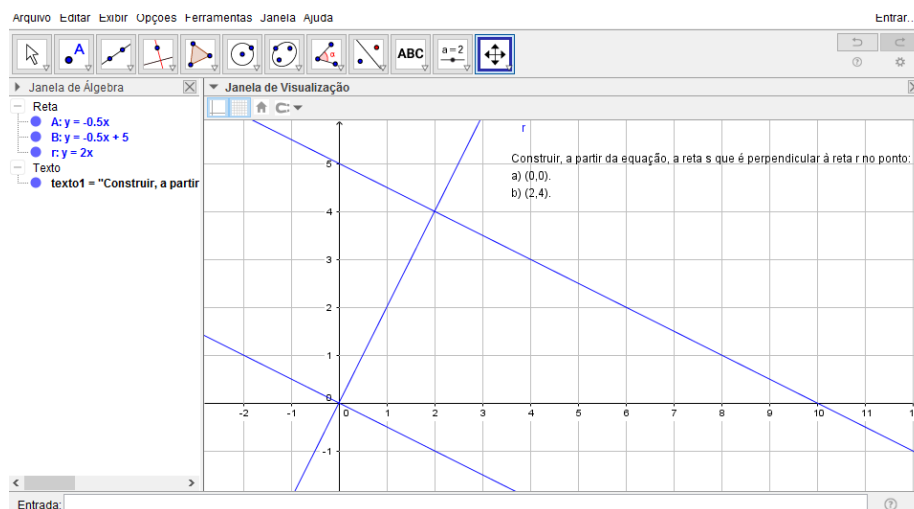 Arquivo Editar Exibir Opções Ferramentas Janela Ajuda Entrar...
A α ABC a=2
Janela de Álgebra
Janela de Visualização
Reta
A: y = -0.5x
B: y = -0.5x + 5
r: y = 2x
Texto
texto1 = "Construir, a partir
r
Construir, a partir da equação, a reta s que é perpendicular à reta r no ponto:
a) (0,0).
b) (2,4).
5
4
3
2
1
0
-1
-2 -1 0 1 2 3 4 5 6 7 8 9 10 11 1
Entrada: